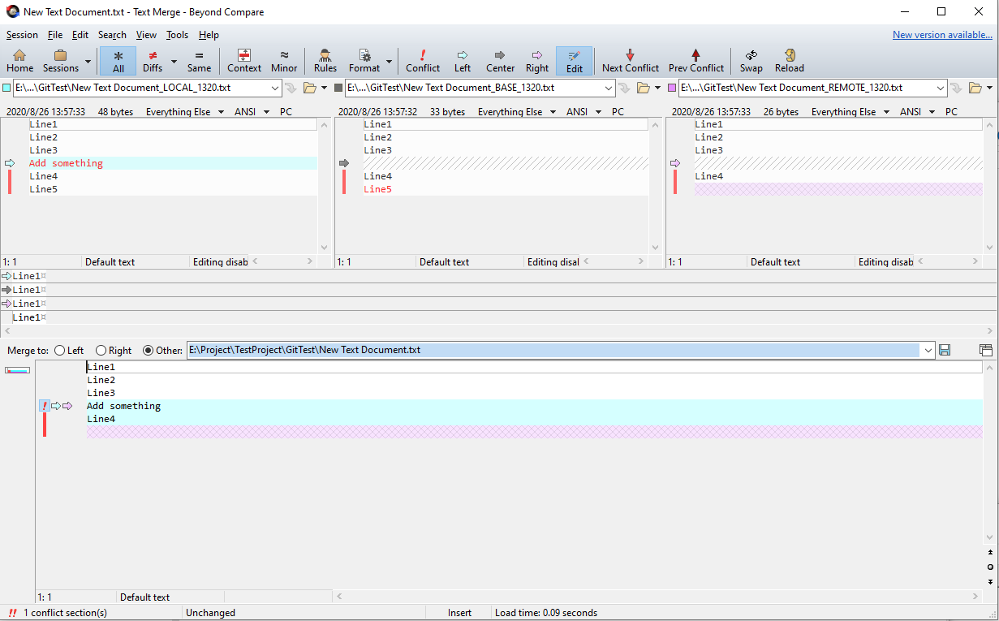 New Text Document.txt - Text Merge - Beyond Compare
Session File Edit Search View Tools Help New version available...
Home Sessions All Diffs Same Context Minor Rules Format Conflict Left Center Right Edit Next Conflict Prev Conflict Swap Reload
E:\...\GitTest\New Text Document_LOCAL_1320.txt E:\...\GitTest\New Text Document_BASE_1320.txt E:\...\GitTest\New Text Document_REMOTE_1320.txt
2020/8/26 13:57:33 48 bytes Everything Else ANSI PC 2020/8/26 13:57:32 33 bytes Everything Else ANSI PC 2020/8/26 13:57:33 26 bytes Everything Else ANSI PC
Line1 Line1 Line1
Line2 Line2 Line2
Line3 Line3 Line3
Add something
Line4 Line4 Line4
Line5 Line5
1: 1 Default text Editing disab 1: 1 Default text Editing disal 1: 1 Default text Editing disab
Line1¤
Line1¤
Line1¤
Line1¤
Merge to: Left Right Other: E:\Project\TestProject\GitTest\New Text Document.txt
Line1
Line2
Line3
Add something
Line4
1: 1 Default text
!! 1 conflict section(s) Unchanged Insert Load time: 0.09 seconds